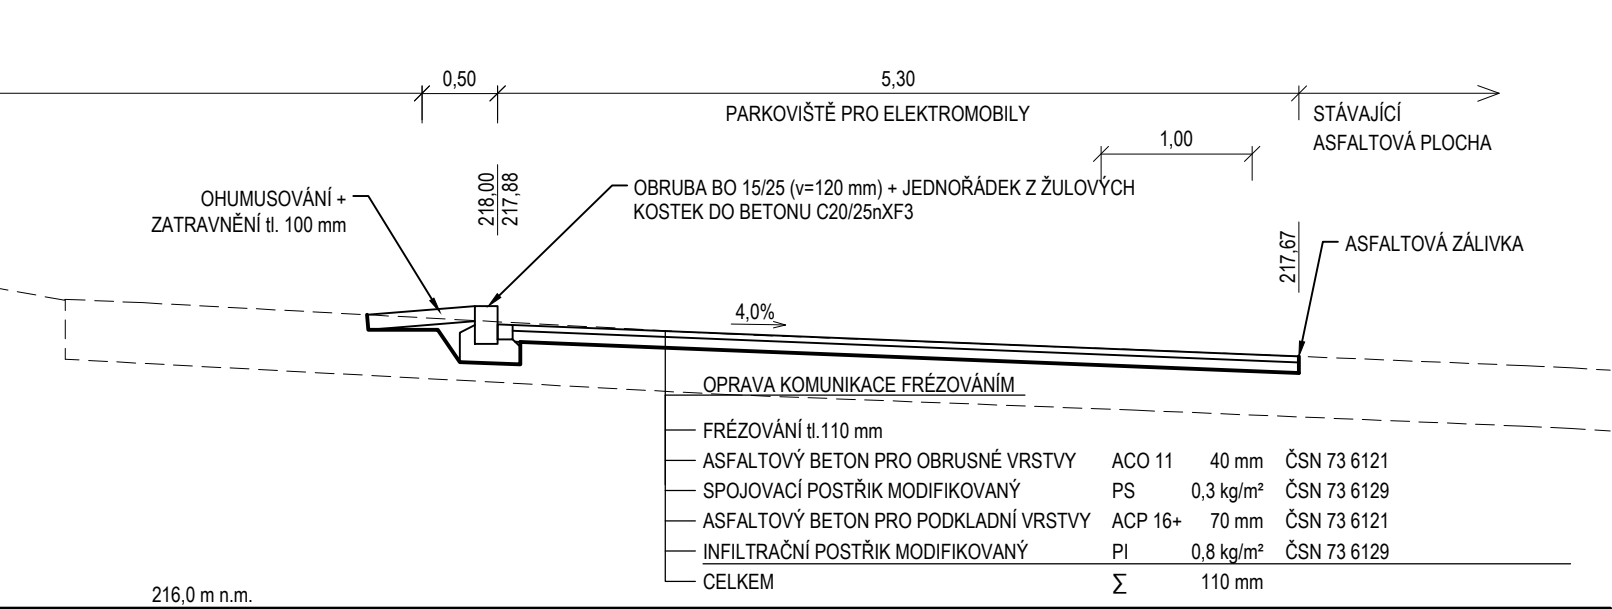 0,50
5,30
PARKOVIŠTĚ PRO ELEKTROMOBILY
STÁVAJÍCÍ
ASFALTOVÁ PLOCHA
1,00
OHUMUSOVÁNÍ +
ZATRAVNĚNÍ tl. 100 mm
218,00
217,88
OBRUBA BO 15/25 (v=120 mm) + JEDNOŘÁDEK Z ŽULOVÝCH
KOSTEK DO BETONU C20/25nXF3
217,67
ASFALTOVÁ ZÁLIVKA
4,0%
OPRAVA KOMUNIKACE FRÉZOVÁNÍM
FRÉZOVÁNÍ tl.110 mm
ASFALTOVÝ BETON PRO OBRUSNÉ VRSTVY ACO 11 40 mm ČSN 73 6121
SPOJOVACÍ POSTŘIK MODIFIKOVANÝ PS 0,3 kg/m² ČSN 73 6129
ASFALTOVÝ BETON PRO PODKLADNÍ VRSTVY ACP 16+ 70 mm ČSN 73 6121
INFILTRAČNÍ POSTŘIK MODIFIKOVANÝ PI 0,8 kg/m² ČSN 73 6129
CELKEM Σ 110 mm
216,0 m n.m.